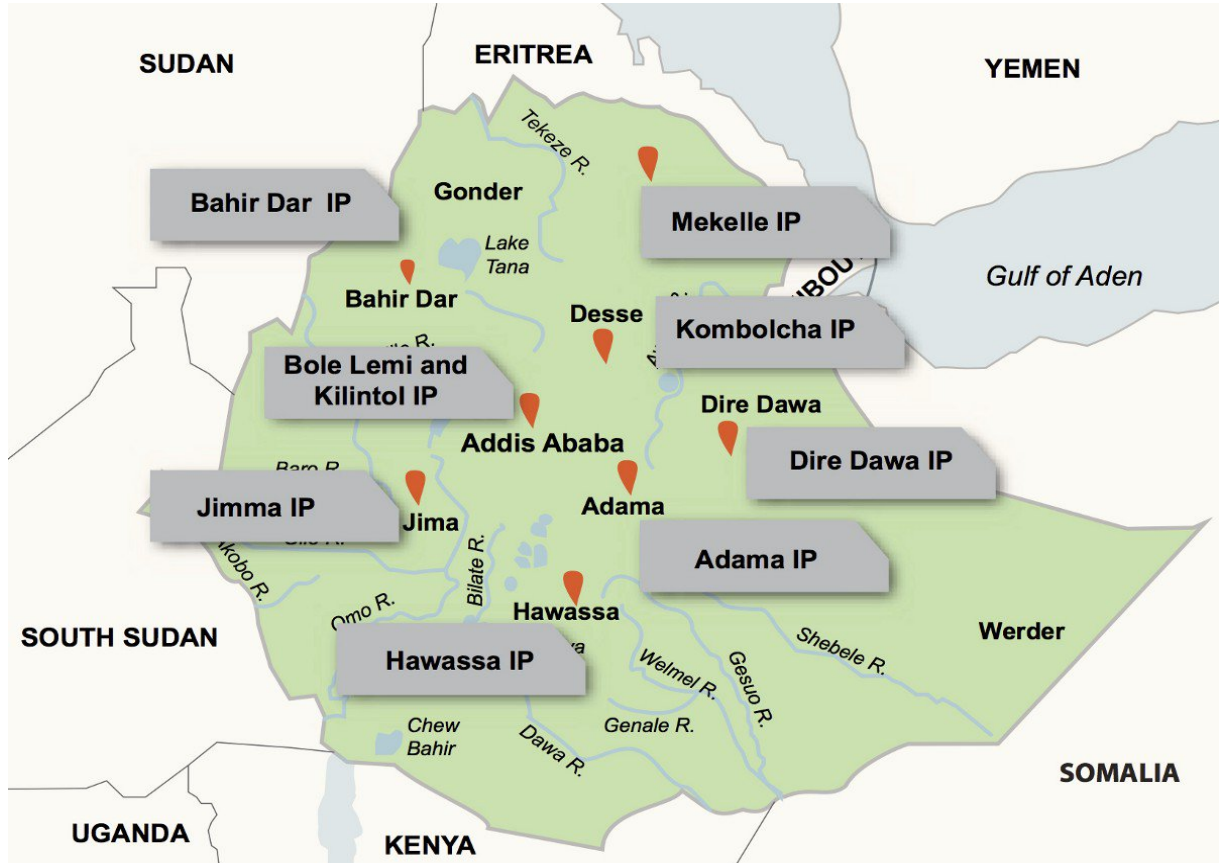 SUDAN
ERITREA
YEMEN
Tekeze R.
Gonder
Bahir Dar IP
Mekelle IP
Lake
Tana
Gulf of Aden
Bahir Dar
Desse
Kombolcha IP
Bole Lemi and
Kilintol IP
Dire Dawa
Addis Ababa
Dire Dawa IP
Baro R.
Jimma IP
Jima
Adama
Adama IP
Akobo R.
Bilate R.
Omo R.
Hawassa
SOUTH SUDAN
Hawassa IP
Welmel R.
Gesuo R.
Shebele R.
Werder
Chew
Bahir
Genale R.
Dawa R.
SOMALIA
UGANDA
KENYA